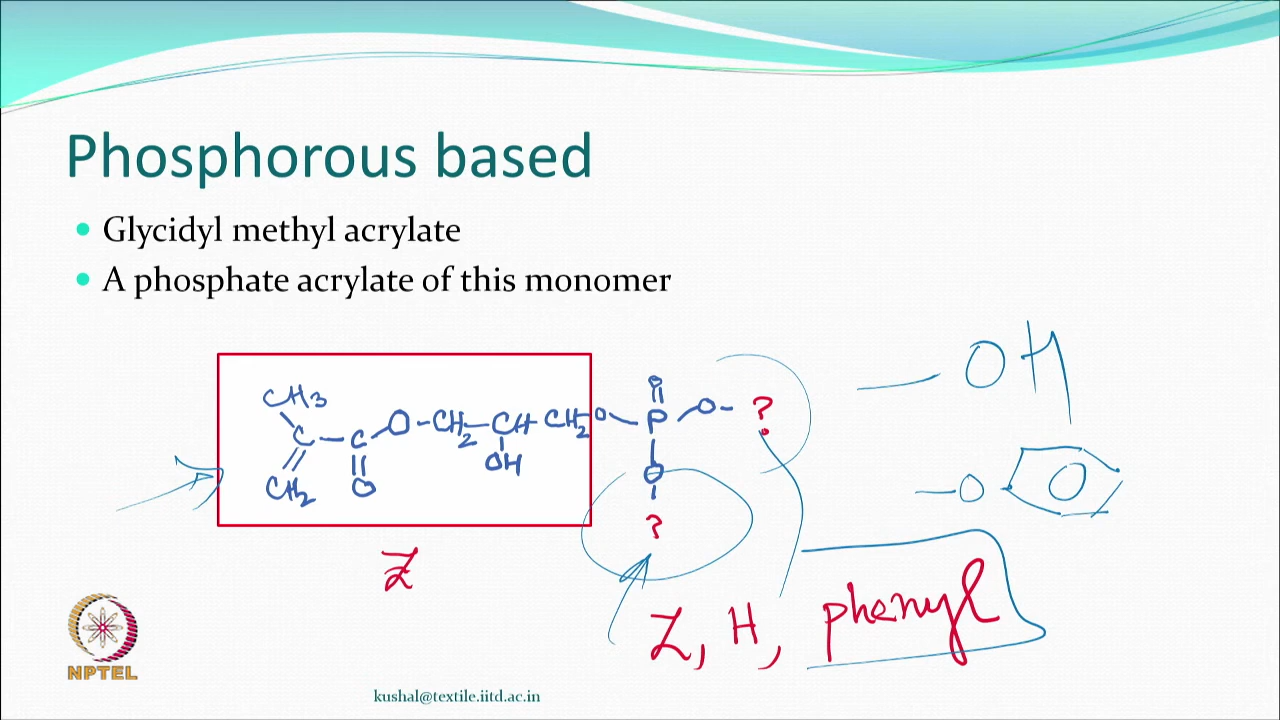 Phosphorous based
Glycidyl methyl acrylate
A phosphate acrylate of this monomer
OH
CH3
O
?
C C O-CH2-CH CH2 O P O-
OH
CH2 O O
O
?
Z
Z, H, phenyl
NPTEL
kushal@textile.iitd.ac.in